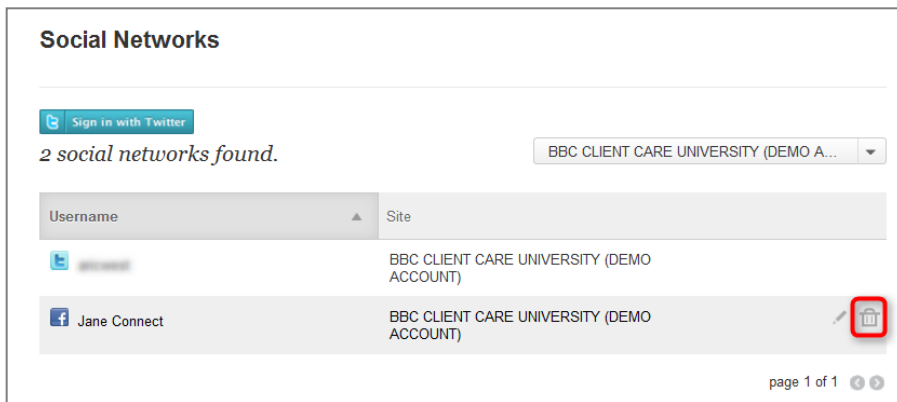 Social Networks
Sign in with Twitter
2 social networks found.
BBC CLIENT CARE UNIVERSITY (DEMO A...
Username
Site
BBC CLIENT CARE UNIVERSITY (DEMO
ACCOUNT)
Jane Connect
BBC CLIENT CARE UNIVERSITY (DEMO
ACCOUNT)
page 1 of 1